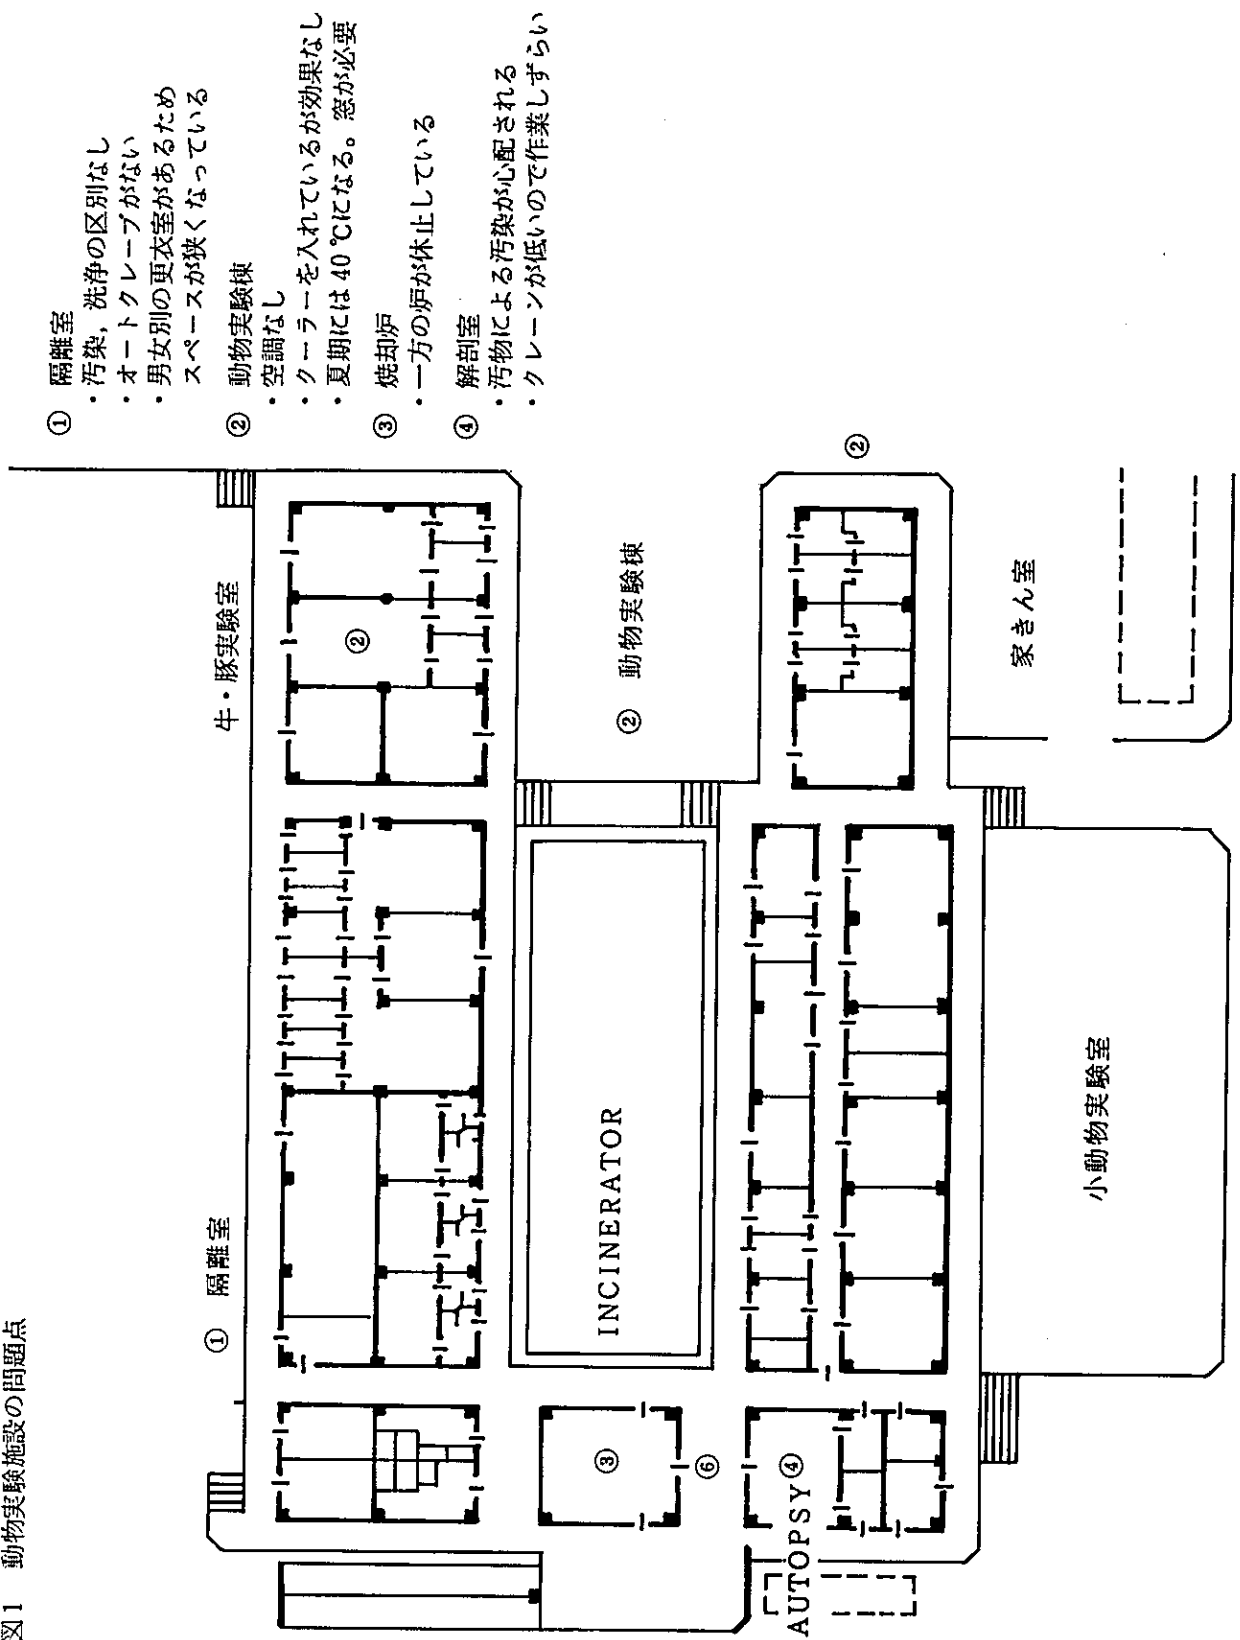 図1 動物実験施設の問題点
① 隔離室
・汚染，洗浄の区別なし
・オートクレーブがない
・男女別の更衣室があるため
スペースが狭くなっている
② 動物実験棟
・空調なし
・クーラーを入れているが効果なし
・夏期には40℃になる。窓が必要
③ 焼却炉
・一方の炉が休止している
④ 解剖室
・汚物による汚染が心配される
・クレーンが低いので作業しずらい
① 隔離室
牛・豚実験室
②
② 動物実験棟
②
家きん室
INCINERATOR
③
⑥
④
AUTOPSY
小動物実験室